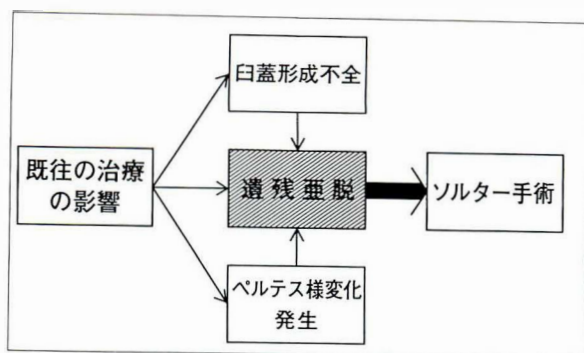 臼蓋形成不全
既往の治療
の影響
遺残亜脱
ソルター手術
ペルテス様変化
発生